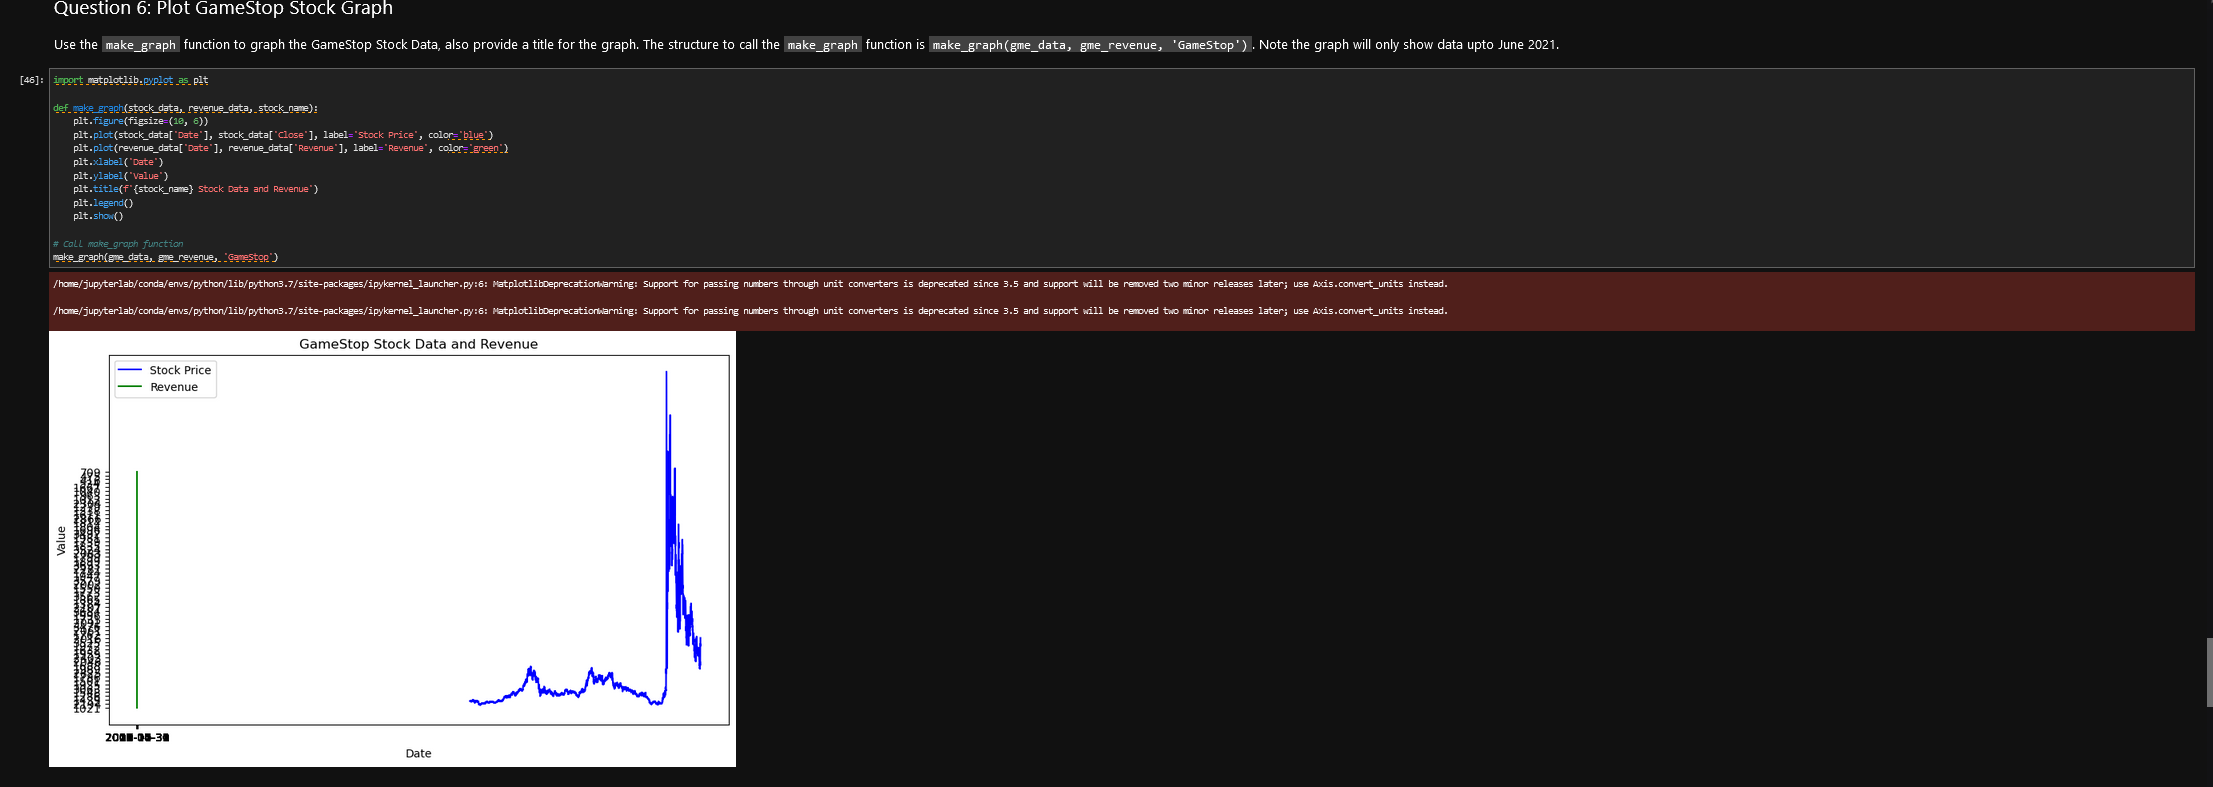 Question 6: Plot GameStop Stock Graph
Use the make_graph function to graph the GameStop Stock Data, also provide a title for the graph. The structure to call the make_graph function is make_graph(gme_data, gme_revenue, 'GameStop'). Note the graph will only show data upto June 2021.
[46]: import matplotlib.pyplot as plt
def make_graph(stock_data, revenue_data, stock_name):
    plt.figure(figsize=(10, 6))
    plt.plot(stock_data['Date'], stock_data['Close'], label='Stock Price', color='blue')
    plt.plot(revenue_data['Date'], revenue_data['Revenue'], label='Revenue', color='green')
    plt.xlabel('Date')
    plt.ylabel('Value')
    plt.title(f'{stock_name} Stock Data and Revenue')
    plt.legend()
    plt.show()
# Call make_graph function
make_graph(gme_data, gme_revenue, 'GameStop')
/home/jupyterlab/conda/envs/python/lib/python3.7/site-packages/ipykernel_launcher.py:6: MatplotlibDeprecationWarning: Support for passing numbers through unit converters is deprecated since 3.5 and support will be removed two minor releases later; use Axis.convert_units instead.
/home/jupyterlab/conda/envs/python/lib/python3.7/site-packages/ipykernel_launcher.py:6: MatplotlibDeprecationWarning: Support for passing numbers through unit converters is deprecated since 3.5 and support will be removed two minor releases later; use Axis.convert_units instead.
GameStop Stock Data and Revenue
Stock Price
Revenue
Value
1021
Date